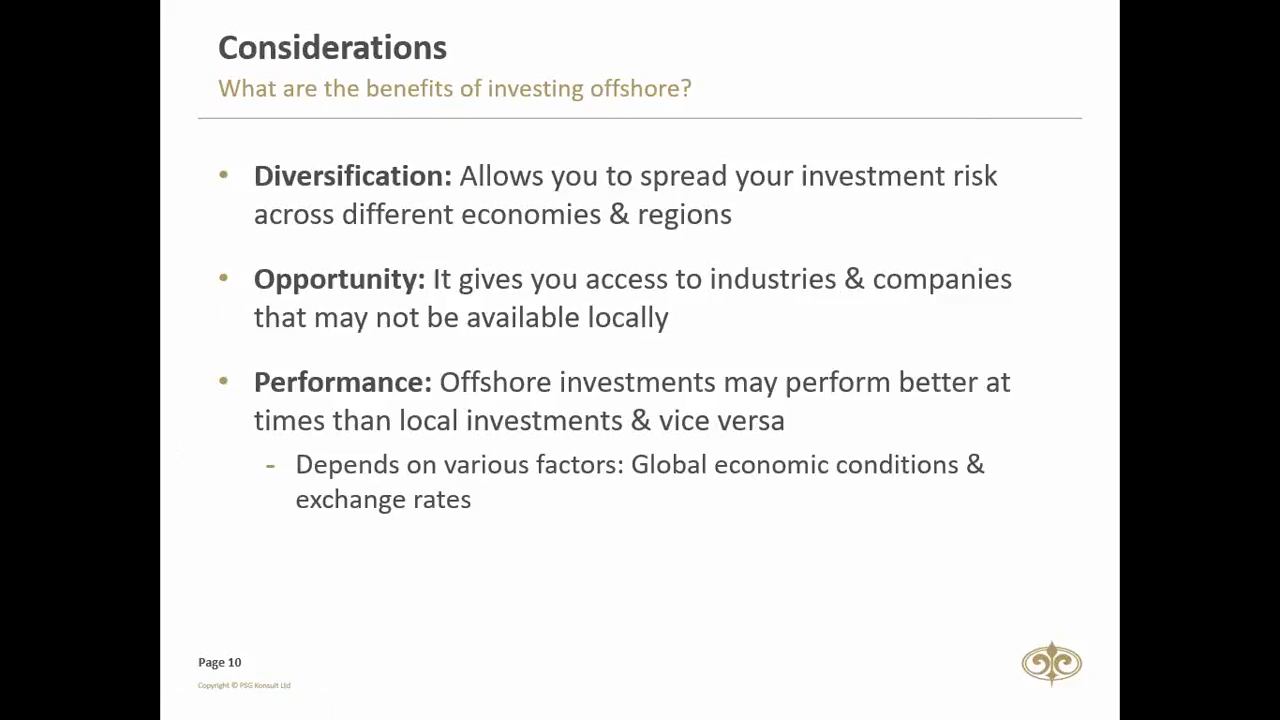 Considerations
What are the benefits of investing offshore?
• Diversification: Allows you to spread your investment risk
across different economies & regions
• Opportunity: It gives you access to industries & companies
that may not be available locally
• Performance: Offshore investments may perform better at
times than local investments & vice versa
- Depends on various factors: Global economic conditions &
exchange rates
Page 10
Copyright © PSG Konsult Ltd